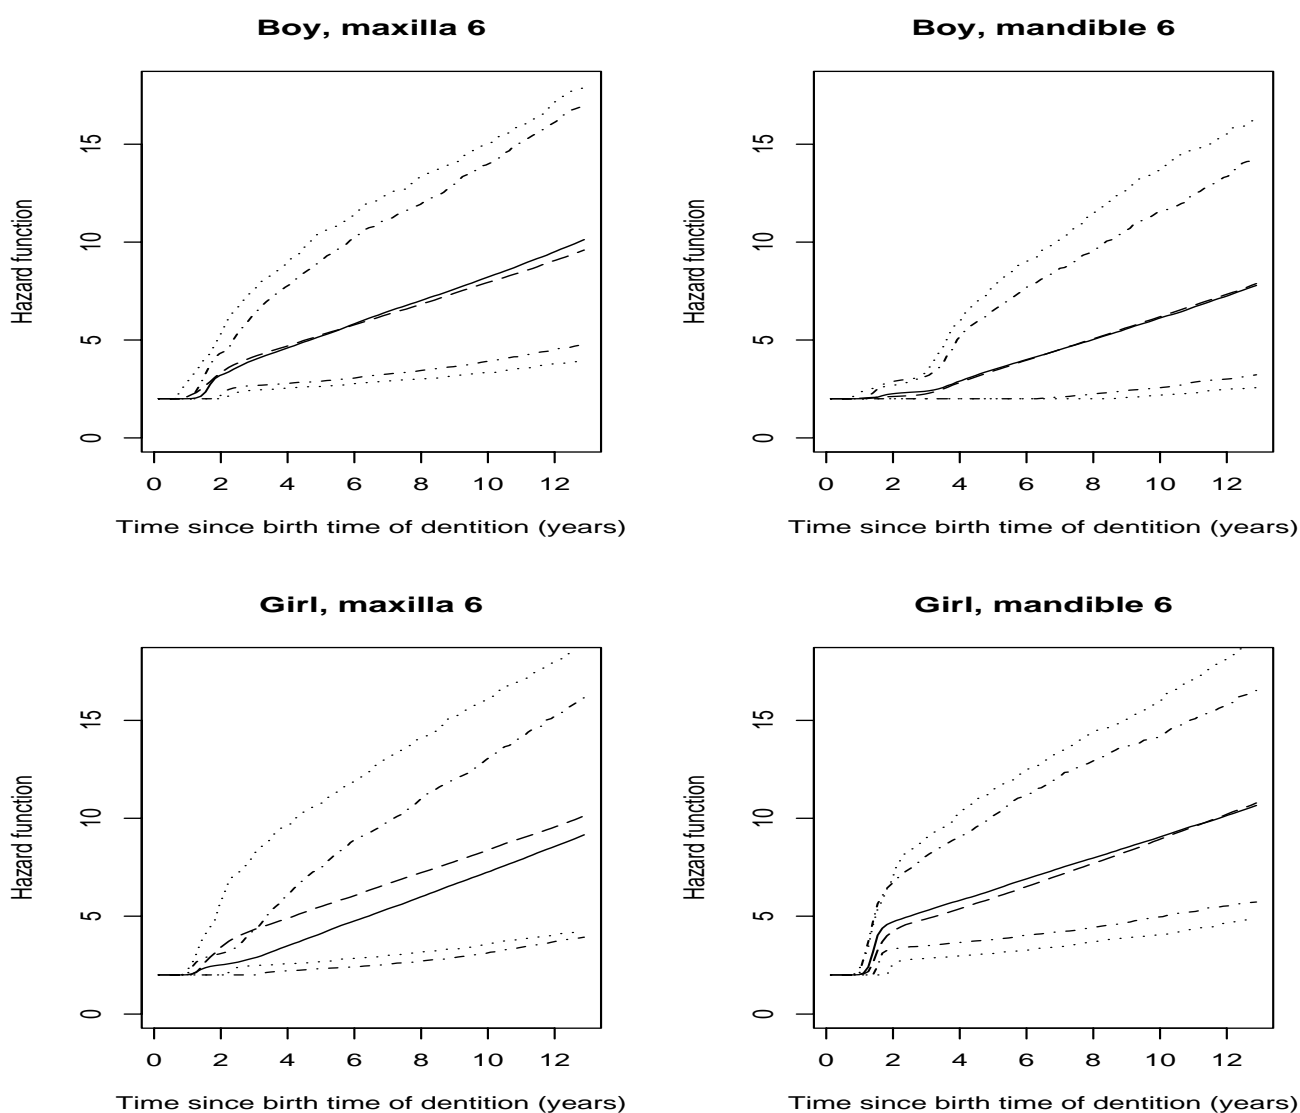 Boy, maxilla 6
Hazard function
15
10
5
0
0 2 4 6 8 10 12
Time since birth time of dentition (years)
Boy, mandible 6
Hazard function
15
10
5
0
0 2 4 6 8 10 12
Time since birth time of dentition (years)
Girl, maxilla 6
Hazard function
15
10
5
0
0 2 4 6 8 10 12
Time since birth time of dentition (years)
Girl, mandible 6
Hazard function
15
10
5
0
0 2 4 6 8 10 12
Time since birth time of dentition (years)